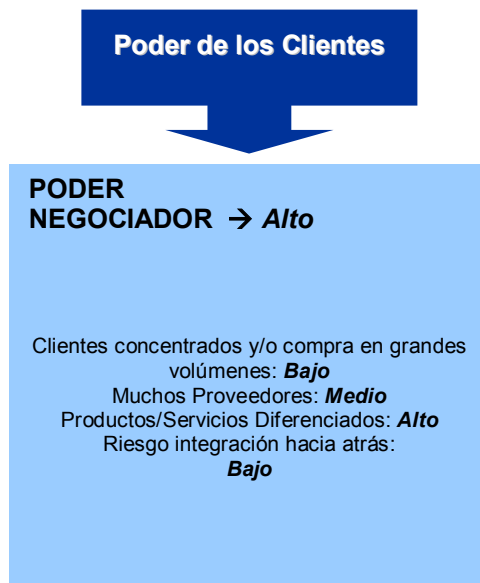 Poder de los Clientes
PODER
NEGOCIADOR → Alto
Clientes concentrados y/o compra en grandes
volúmenes: Bajo
Muchos Proveedores: Medio
Productos/Servicios Diferenciados: Alto
Riesgo integración hacia atrás:
Bajo